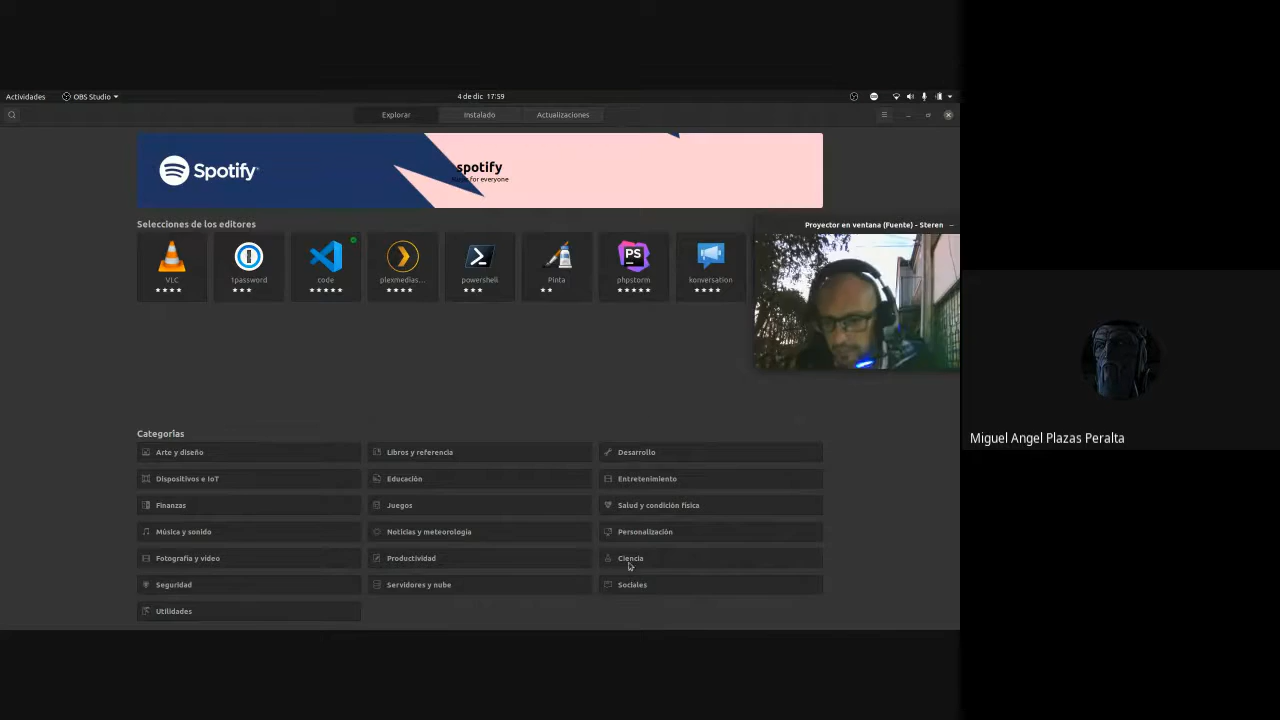 Actividades OBS Studio 4 de dic 17:59
Explorar Instalado Actualizaciones
Spotify
spotify
for everyone
Selecciones de los editores
Proyector en ventana (Fuente) - Steren
VLC 1password code plexmedias... powershell Pinta phpstorm konversation
PS
Categorías
Arte y diseño Libros y referencia Desarrollo
Dispositivos e IoT Educación Entretenimiento
Finanzas Juegos Salud y condición física
Música y sonido Noticias y meteorología Personalización
Fotografía y video Productividad Ciencia
Seguridad Servidores y nube Sociales
Utilidades
Miguel Angel Plazas Peralta